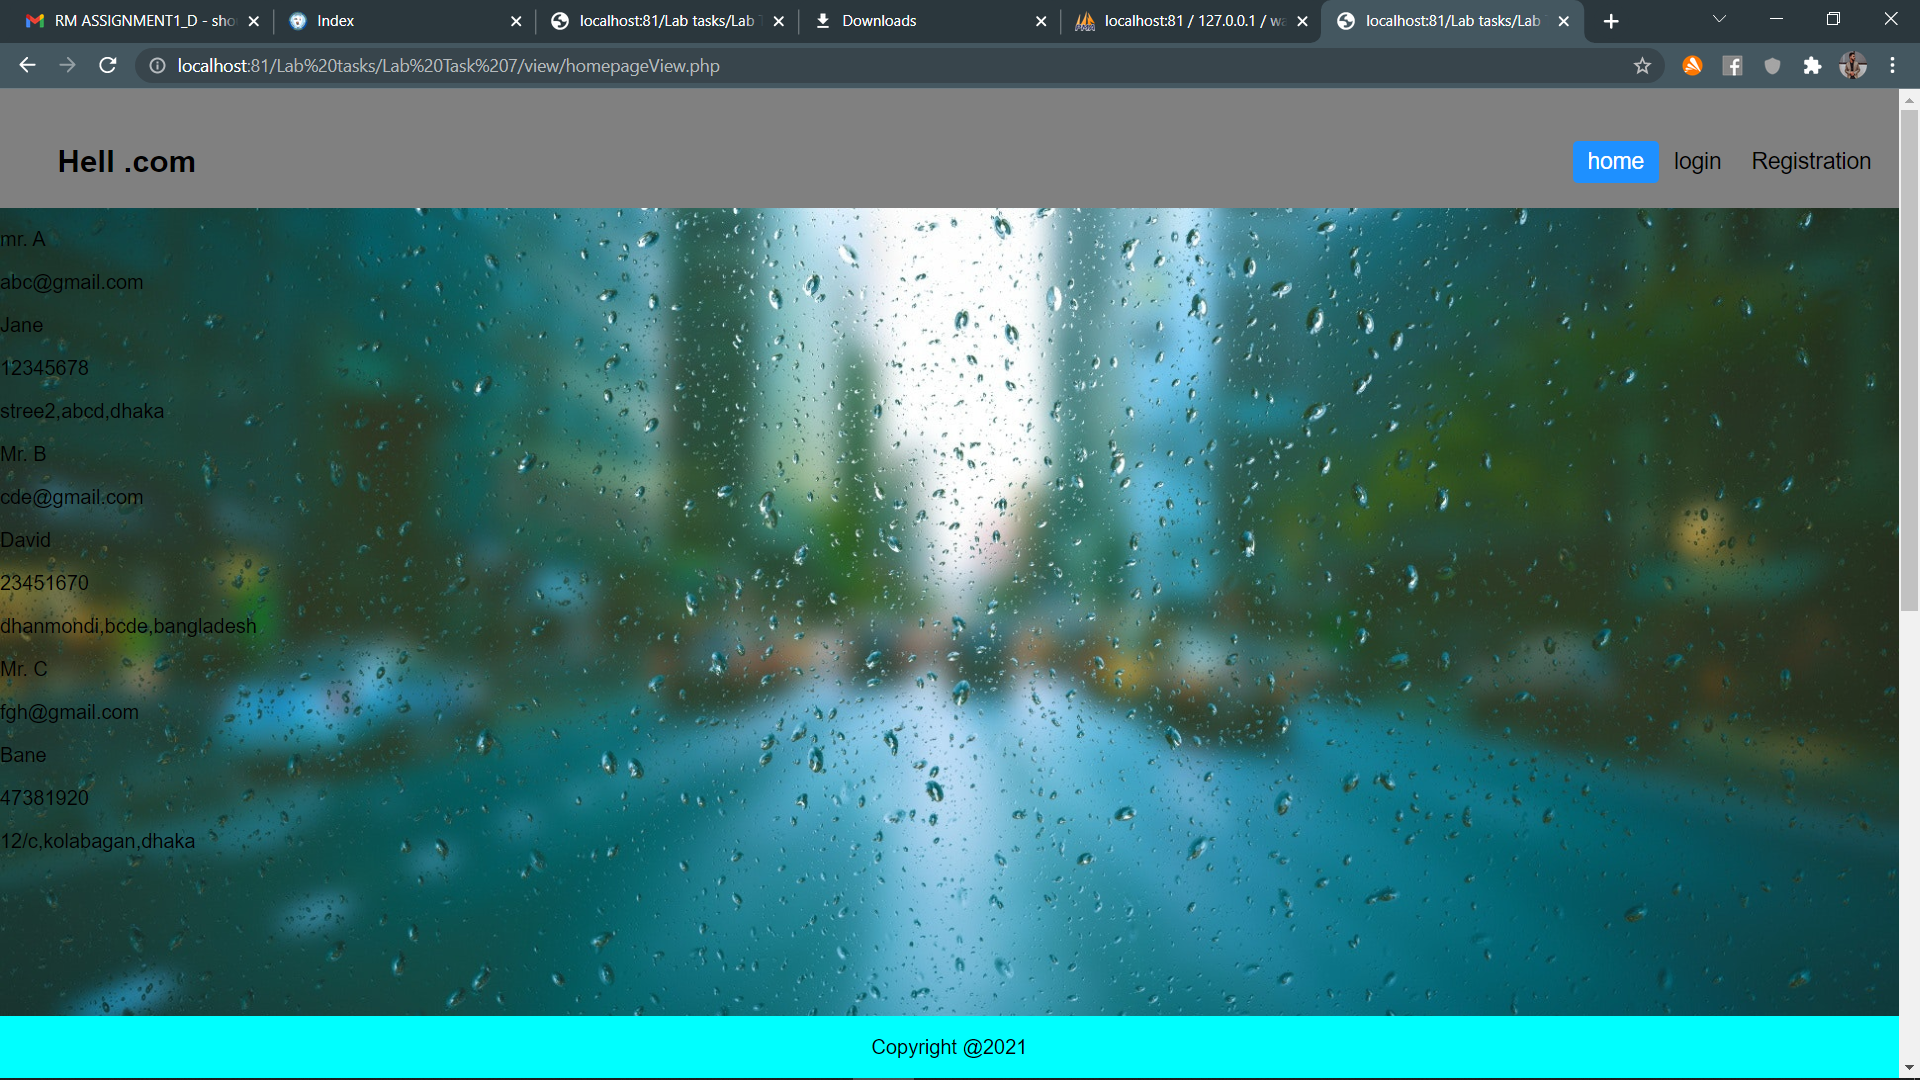 RM ASSIGNMENT1_D - sho
Index
localhost:81/Lab tasks/Lab T
Downloads
localhost:81 / 127.0.0.1 / wa
localhost:81/Lab tasks/Lab T
localhost:81/Lab%20tasks/Lab%20Task%207/view/homepageView.php
Hell .com
home login Registration
mr. A
abc@gmail.com
Jane
12345678
stree2,abcd,dhaka
Mr. B
cde@gmail.com
David
23451670
dhanmondi,bcde,bangladesh
Mr. C
fgh@gmail.com
Bane
47381920
12/c,kolabagan,dhaka
Copyright @2021